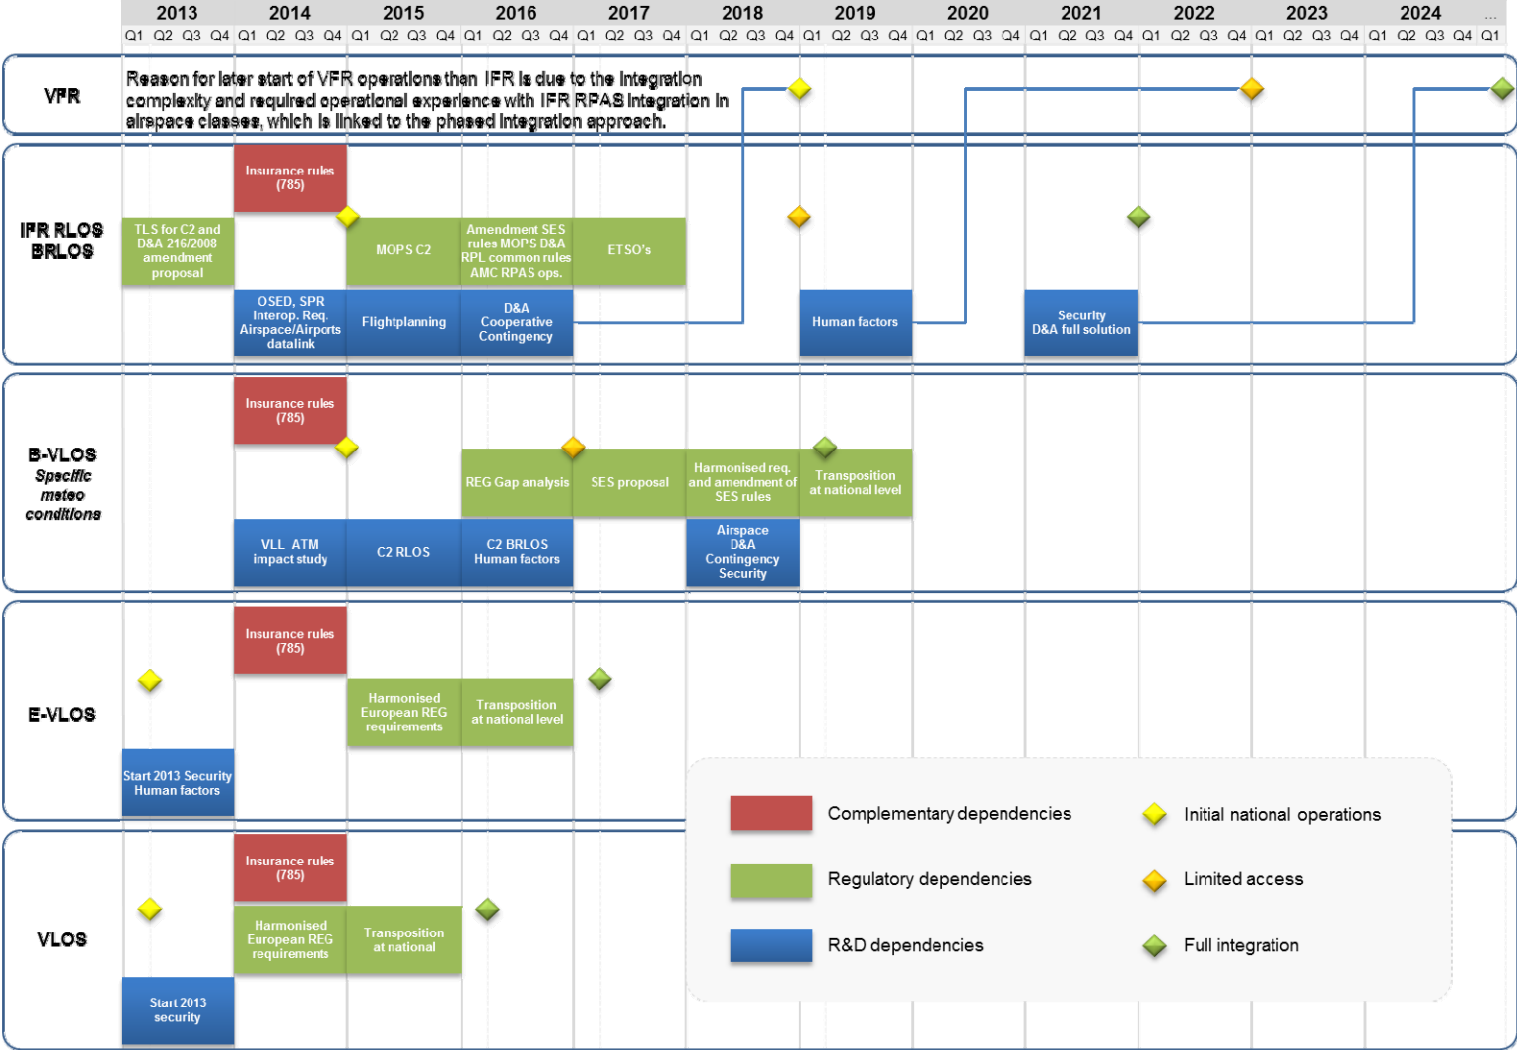 2013 2014 2015 2016 2017 2018 2019 2020 2021 2022 2023 2024 ...
Q1 Q2 Q3 Q4 Q1 Q2 Q3 Q4 Q1 Q2 Q3 Q4 Q1 Q2 Q3 Q4 Q1 Q2 Q3 Q4 Q1 Q2 Q3 Q4 Q1 Q2 Q3 Q4 Q1 Q2 Q3 Q4 Q1 Q2 Q3 Q4 Q1 Q2 Q3 Q4 Q1 Q2 Q3 Q4 Q1 Q2 Q3 Q4 Q1
VFR
Reason for later start of VFR operations than IFR is due to the integration
complexity and required operational experience with IFR RPAS integration in
airspace classes, which is linked to the phased integration approach.
IFR RLOS
BRLOS
Insurance rules
(785)
TLS for C2 and
D&A 216/2008
amendment
proposal
MOPS C2
Amendment SES
rules MOPS D&A
RPL common rules
AMC RPAS ops.
ETSO's
OSED, SPR
Interop. Req.
Airspace/Airports
datalink
Flightplanning
D&A
Cooperative
Contingency
Human factors
Security
D&A full solution
B-VLOS
Specific
meteo
conditions
Insurance rules
(785)
REG Gap analysis
SES proposal
Harmonised req.
and amendment of
SES rules
Transposition
at national level
VLL ATM
impact study
C2 RLOS
C2 BRLOS
Human factors
Airspace
D&A
Contingency
Security
E-VLOS
Insurance rules
(785)
Harmonised
European REG
requirements
Transposition
at national level
Start 2013 Security
Human factors
VLOS
Insurance rules
(785)
Harmonised
European REG
requirements
Transposition
at national
Start 2013
security
Complementary dependencies
Initial national operations
Regulatory dependencies
Limited access
R&D dependencies
Full integration